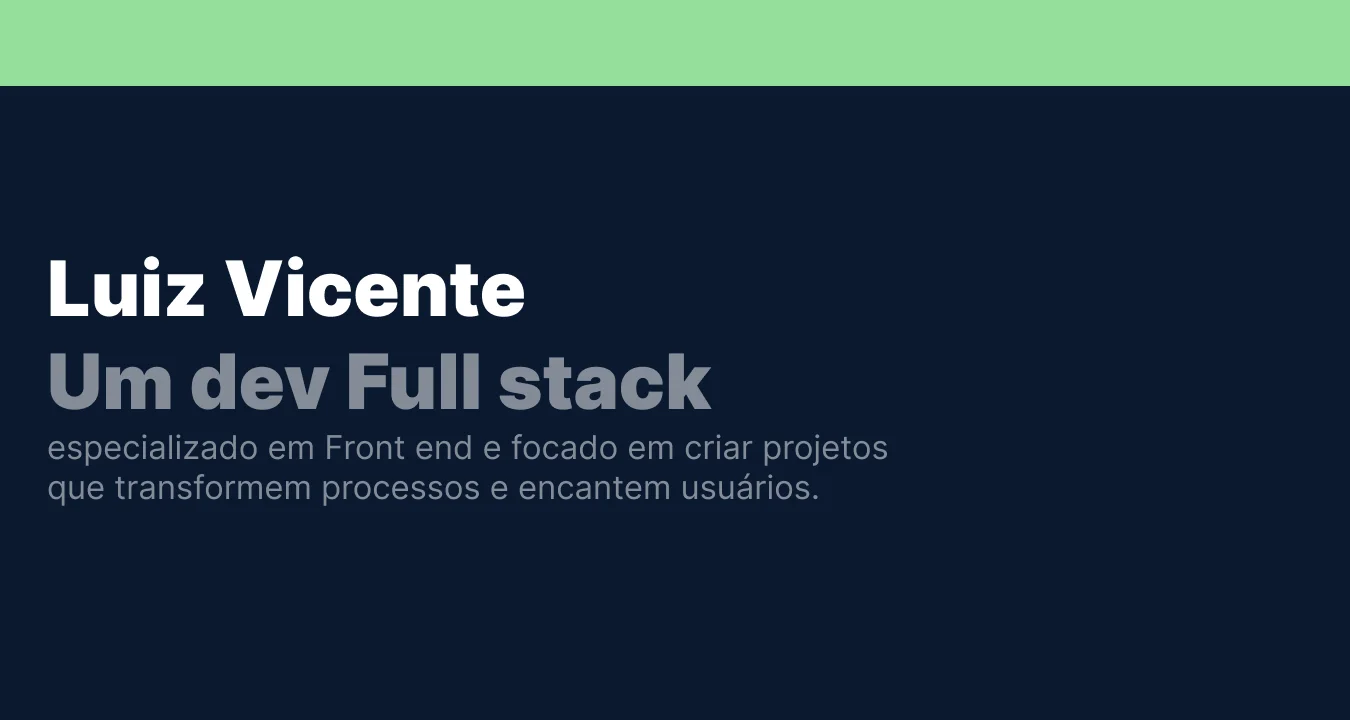 Luiz Vicente
Um dev Full stack
especializado em Front end e focado em criar projetos
que transformem processos e encantem usuários.